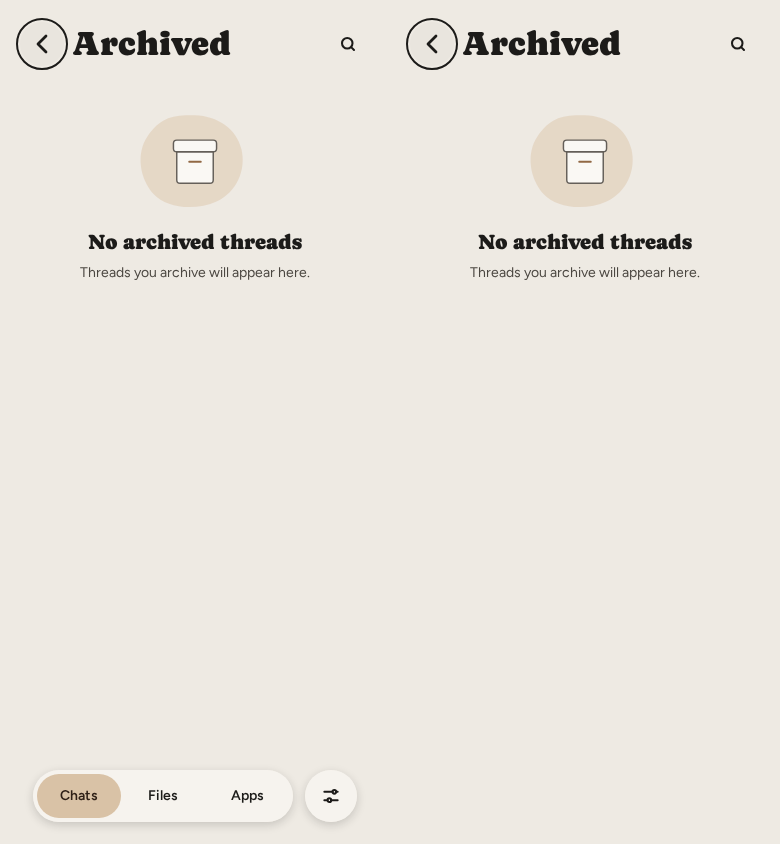 Archived
No archived threads
Threads you archive will appear here.
Chats Files Apps
Archived
No archived threads
Threads you archive will appear here.